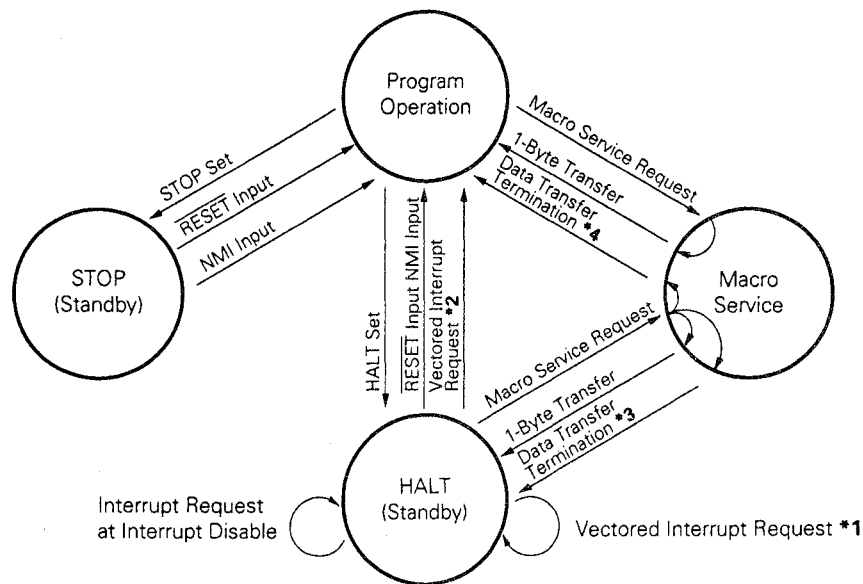 Program
Operation
STOP Set
RESET Input
NMI Input
Macro Service Request
1-Byte Transfer
Data Transfer
Termination *4
STOP
(Standby)
HALT Set
RESET Input NMI Input
Vectored Interrupt
Request *2
Macro
Service
Macro Service Request
1-Byte Transfer
Data Transfer
Termination *3
HALT
(Standby)
Interrupt Request
at Interrupt Disable
Vectored Interrupt Request *1